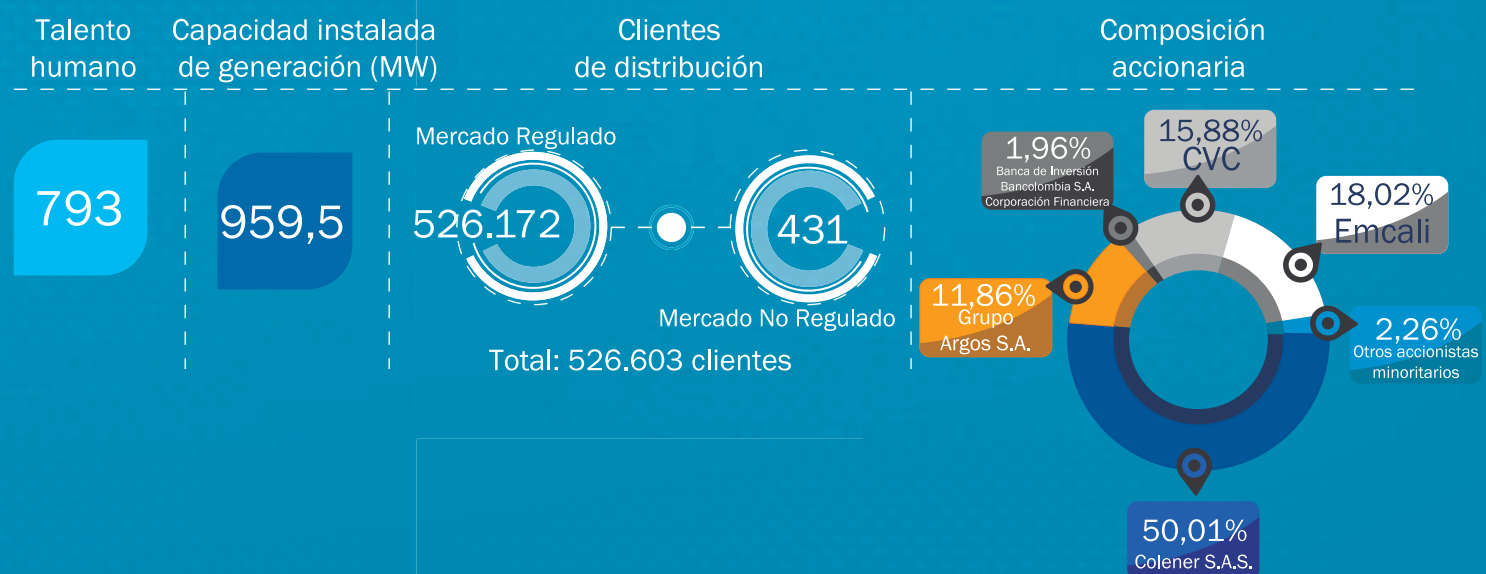 Talento
humano
793
Capacidad instalada
de generación (MW)
959,5
Clientes
de distribución
Mercado Regulado
526.172
431
Mercado No Regulado
Total: 526.603 clientes
Composición
accionaria
1,96%
Banca de Inversión
Bancolombia S.A.
Corporación Financiera
15,88%
CVC
18,02%
Emcali
11,86%
Grupo
Argos S.A.
2,26%
Otros accionistas
minoritarios
50,01%
Colener S.A.S.